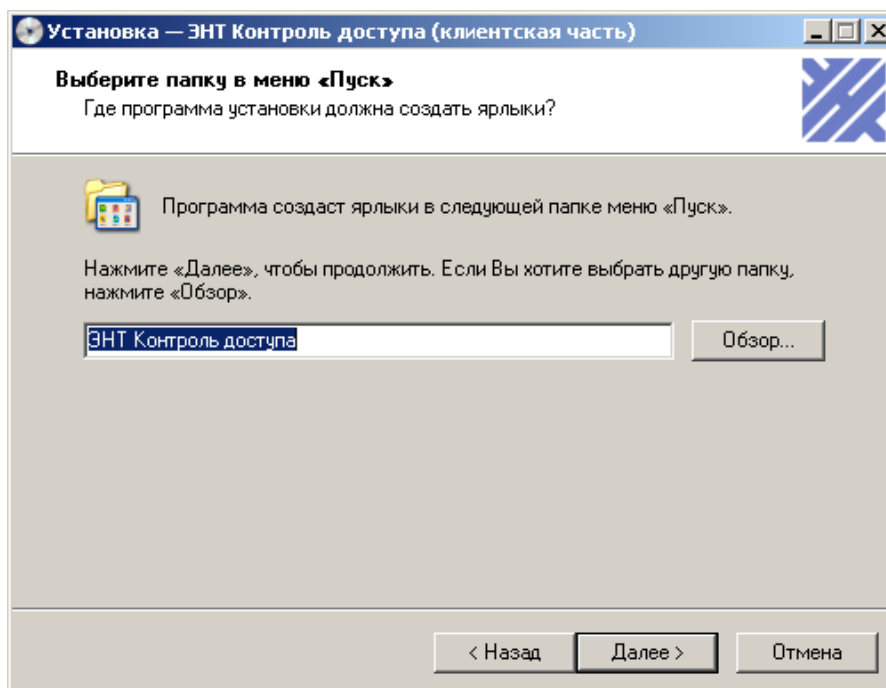 Установка — ЭНТ Контроль доступа (клиентская часть)
Выберите папку в меню «Пуск»
Где программа установки должна создать ярлыки?
Программа создаст ярлыки в следующей папке меню «Пуск».
Нажмите «Далее», чтобы продолжить. Если Вы хотите выбрать другую папку,
нажмите «Обзор».
ЭНТ Контроль доступа
Обзор...
< Назад
Далее >
Отмена